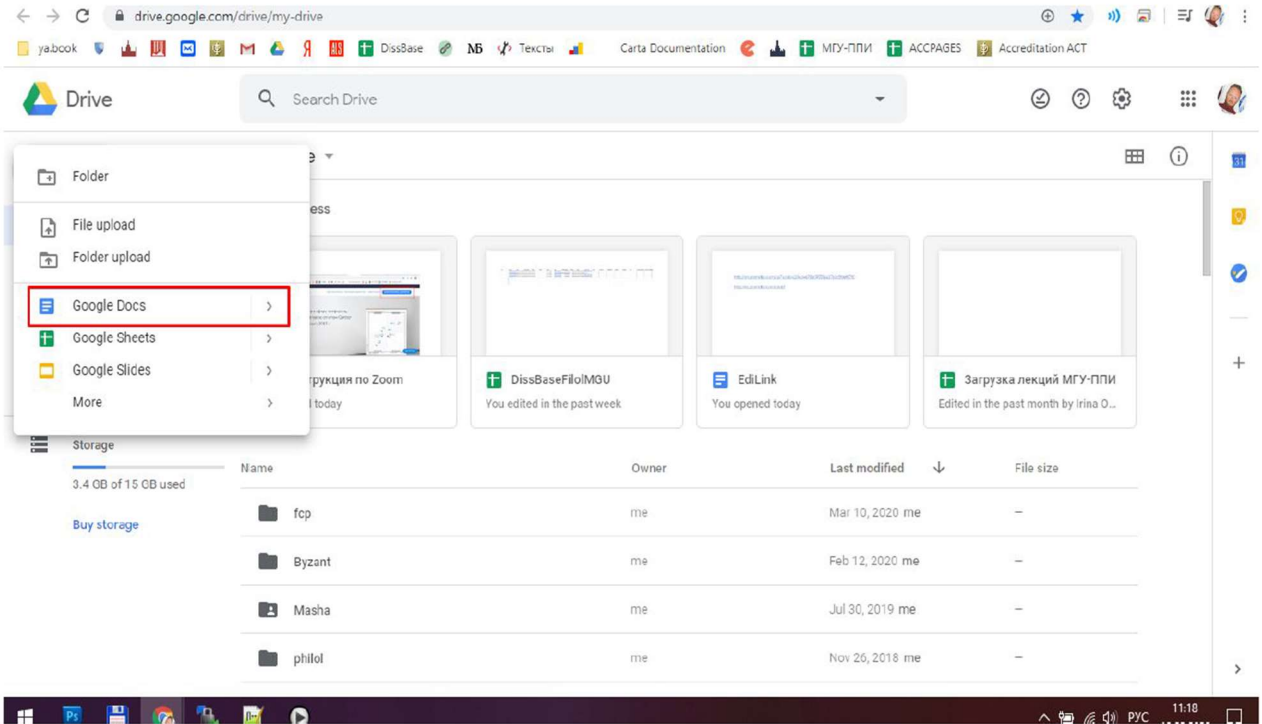 drive.google.com/drive/my-drive
ya.book
DissBase
МБ
Тексты
Carta Documentation
МГУ-ППИ
ACCPAGES
Accreditation ACT
Drive
Search Drive
Folder
File upload
Folder upload
Google Docs
Google Sheets
Google Slides
More
e
ess
31
трукция по Zoom
today
DissBaseFilolMGU
You edited in the past week
EdiLink
You opened today
Загрузка лекций МГУ-ППИ
Edited in the past month by Irina O...
Storage
3.4 GB of 15 GB used
Buy storage
Name Owner Last modified File size
fcp me Mar 10, 2020 me –
Byzant me Feb 12, 2020 me –
Masha me Jul 30, 2019 me –
philol me Nov 26, 2018 me –
Ps
РУС
11:18